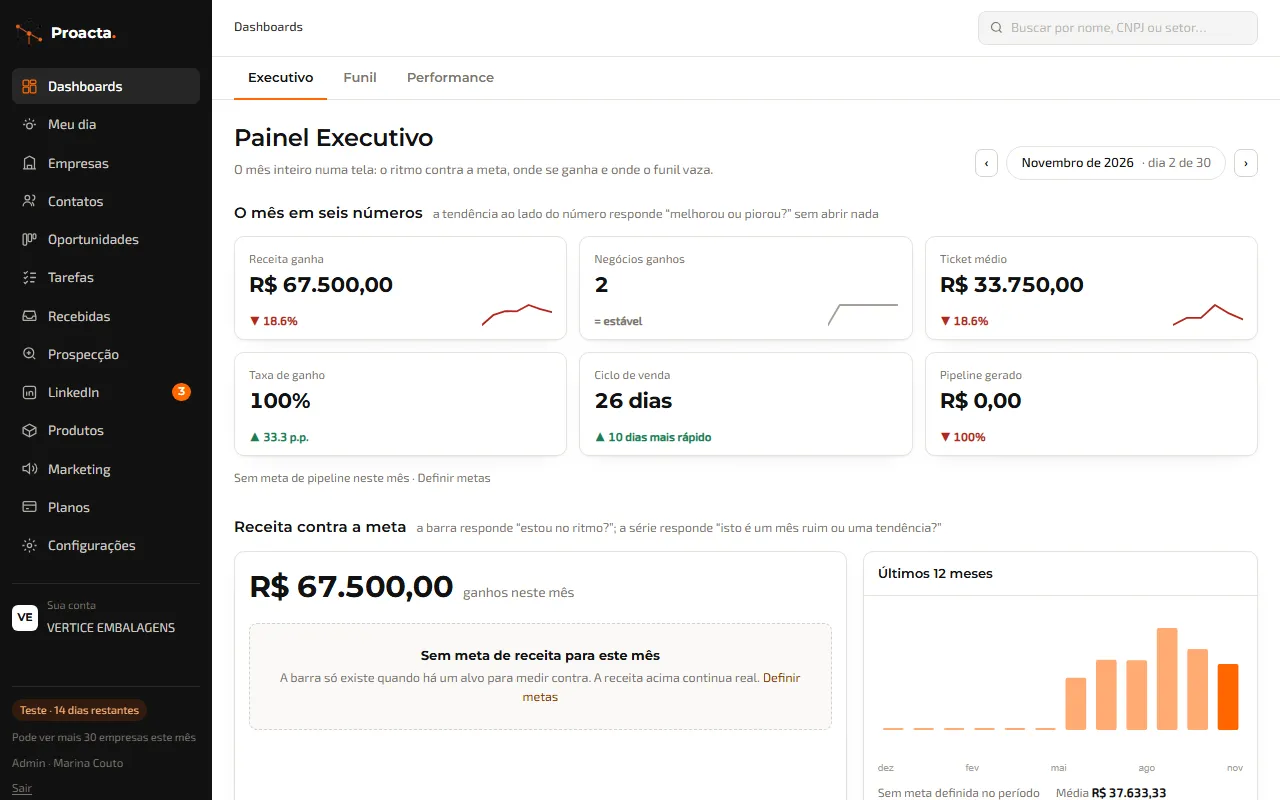 Proacta.
Dashboards
Buscar por nome, CNPJ ou setor…
Dashboards
Meu dia
Empresas
Contatos
Oportunidades
Tarefas
Recebidas
Prospecção
LinkedIn 3
Produtos
Marketing
Planos
Configurações
Sua conta
VE
VERTICE EMBALAGENS
Teste · 14 dias restantes
Pode ver mais 30 empresas este mês
Admin · Marina Couto
Sair
Executivo Funil Performance
Painel Executivo
O mês inteiro numa tela: o ritmo contra a meta, onde se ganha e onde o funil vaza.
‹ Novembro de 2026 · dia 2 de 30 ›
O mês em seis números a tendência ao lado do número responde “melhorou ou piorou?” sem abrir nada
Receita ganha
R$ 67.500,00
▼ 18.6%
Negócios ganhos
2
= estável
Ticket médio
R$ 33.750,00
▼ 18.6%
Taxa de ganho
100%
▲ 33.3 p.p.
Ciclo de venda
26 dias
▲ 10 dias mais rápido
Pipeline gerado
R$ 0,00
▼ 100%
Sem meta de pipeline neste mês · Definir metas
Receita contra a meta a barra responde “estou no ritmo?”; a série responde “isto é um mês ruim ou uma tendência?”
R$ 67.500,00 ganhos neste mês
Sem meta de receita para este mês
A barra só existe quando há um alvo para medir contra. A receita acima continua real. Definir
metas
Últimos 12 meses
dez fev mai ago nov
Sem meta definida no período Média R$ 37.633,33